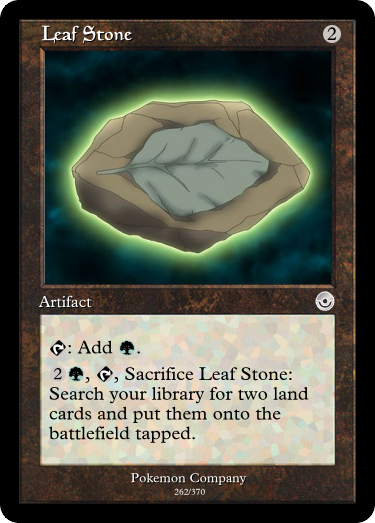 Leaf Stone 2
Artifact
: Add .
2 , , Sacrifice Leaf Stone:
Search your library for two land
cards and put them onto the
battlefield tapped.
Pokemon Company
262/370